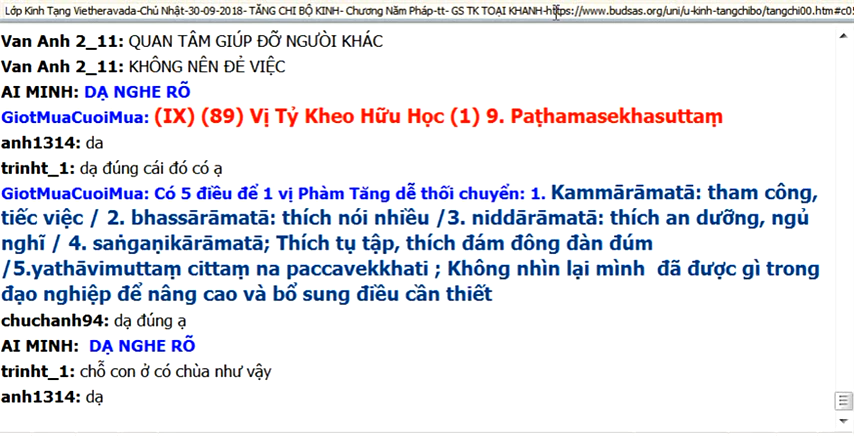 Lớp Kinh Tạng Vietheravada-Chủ Nhật-30-09-2018- TĂNG CHI BỘ KINH- Chương Năm Pháp-tt- GS TK TOẠI KHANH-https://www.budsas.org/uni/u-kinh-tangchibo/tangchi00.htm#c05
Van Anh 2_11: QUAN TÂM GIÚP ĐỠ NGƯỜI KHÁC
Van Anh 2_11: KHÔNG NÊN ĐẺ VIỆC
AI MINH: DẠ NGHE RÕ
GiotMuaCuoiMua: (IX) (89) Vị Tỷ Kheo Hữu Học (1) 9. Paṭhamasekhasuttaṃ
anh1314: da
trinht_1: dạ đúng cái đó có ạ
GiotMuaCuoiMua: Có 5 điều để 1 vị Phàm Tăng dễ thối chuyển: 1. Kammārāmatā: tham công,
tiếc việc / 2. bhassārāmatā: thích nói nhiều /3. niddārāmatā: thích an dưỡng, ngủ
nghĩ / 4. saṅgaṇikārāmatā; Thích tụ tập, thích đám đông đàn đúm
/5.yathāvimuttaṃ cittaṃ na paccavekkhati ; Không nhìn lại mình đã được gì trong
đạo nghiệp để nâng cao và bổ sung điều cần thiết
chuchanh94: dạ đúng ạ
AI MINH: DẠ NGHE RÕ
trinht_1: chỗ con ở có chùa như vậy
anh1314: dạ